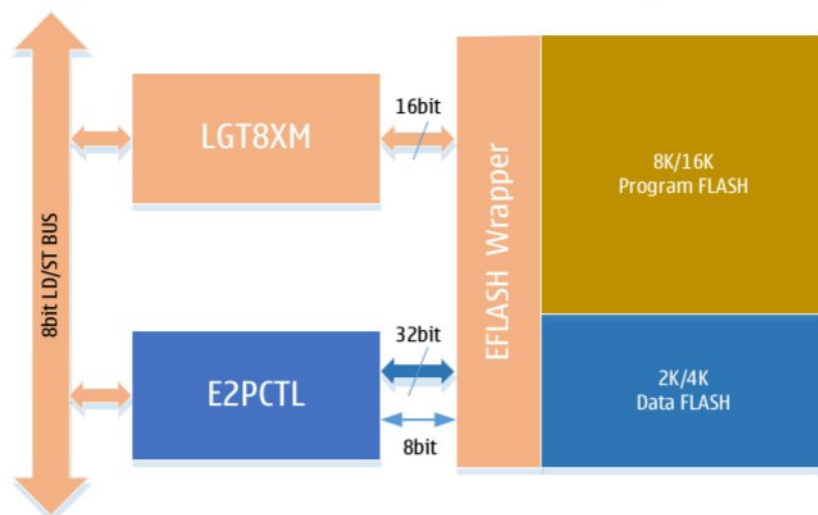 8bit LD/ST BUS
LGT8XM
16bit
EFLASH Wrapper
8K/16K
Program FLASH
32bit
E2PCTL
8bit
2K/4K
Data FLASH